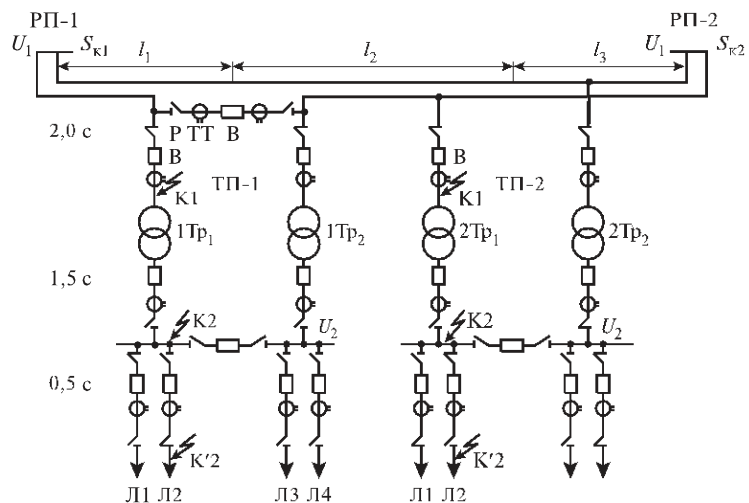 РП-1 РП-2
U₁ Sк1 l₁ l₂ l₃ U₁ Sк2
2,0 с Р ТТ В
В ТП-1 В ТП-2
К1 К1
1Тр₁ 1Тр₂ 2Тр₁ 2Тр₂
1,5 с
К2 U₂ К2 U₂
0,5 с
К′2 К′2
Л1 Л2 Л3 Л4 Л1 Л2